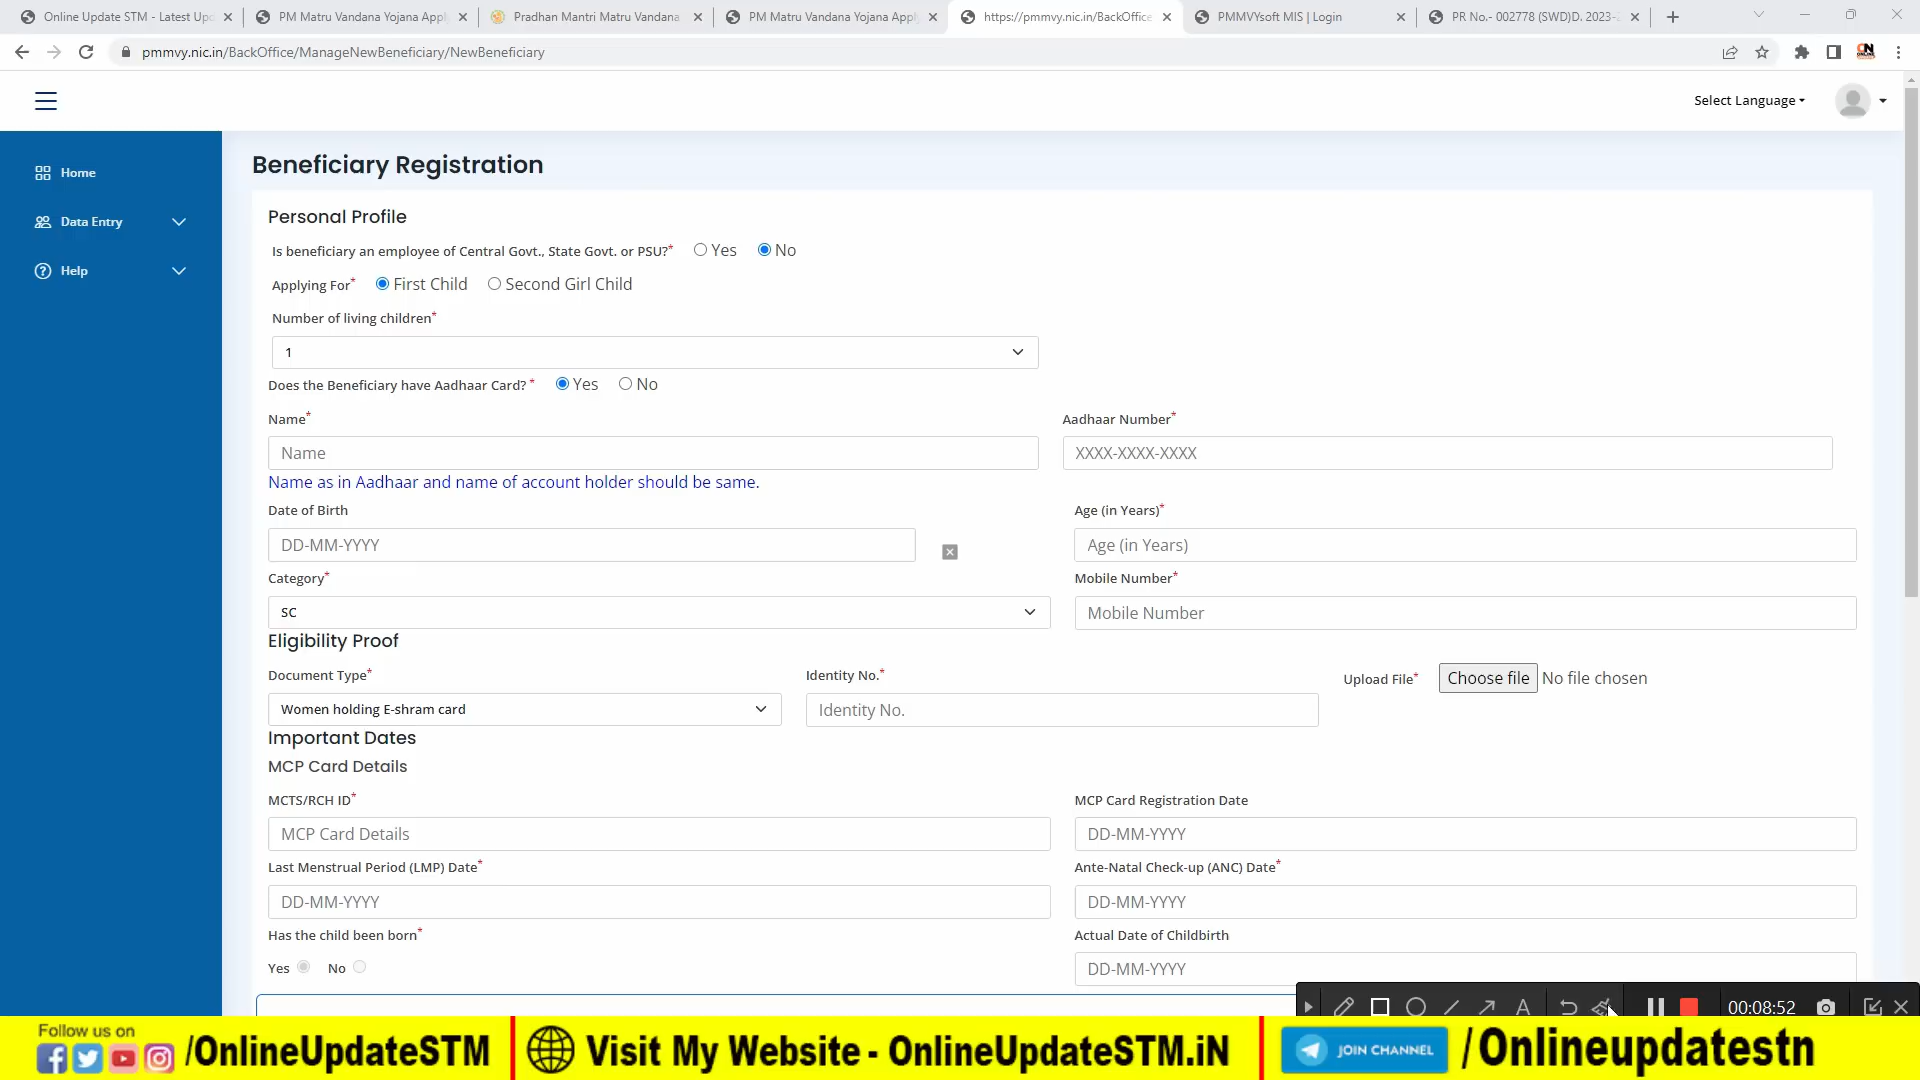 Online Update STM - Latest Upd
PM Matru Vandana Yojana Appl
Pradhan Mantri Matru Vandana
PM Matru Vandana Yojana Appl
https://pmmvy.nic.in/BackOffice
PMMVYsoft MIS | Login
PR No.- 002778 (SWD)D. 2023-2
pmmvy.nic.in/BackOffice/ManageNewBeneficiary/NewBeneficiary
Select Language
Home
Data Entry
Help
Beneficiary Registration
Personal Profile
Is beneficiary an employee of Central Govt., State Govt. or PSU?* Yes No
Applying For* First Child Second Girl Child
Number of living children*
1
Does the Beneficiary have Aadhaar Card? * Yes No
Name* Aadhaar Number*
Name XXXX-XXXX-XXXX
Name as in Aadhaar and name of account holder should be same.
Date of Birth Age (in Years)*
DD-MM-YYYY Age (in Years)
Category* Mobile Number*
SC Mobile Number
Eligibility Proof
Document Type* Identity No.* Upload File* Choose file No file chosen
Women holding E-shram card Identity No.
Important Dates
MCP Card Details
MCTS/RCH ID* MCP Card Registration Date
MCP Card Details DD-MM-YYYY
Last Menstrual Period (LMP) Date* Ante-Natal Check-up (ANC) Date*
DD-MM-YYYY DD-MM-YYYY
Has the child been born* Actual Date of Childbirth
Yes No DD-MM-YYYY
A 00:08:52
Follow us on
/OnlineUpdateSTM Visit My Website - OnlineUpdateSTM.iN JOIN CHANNEL /Onlineupdatestn